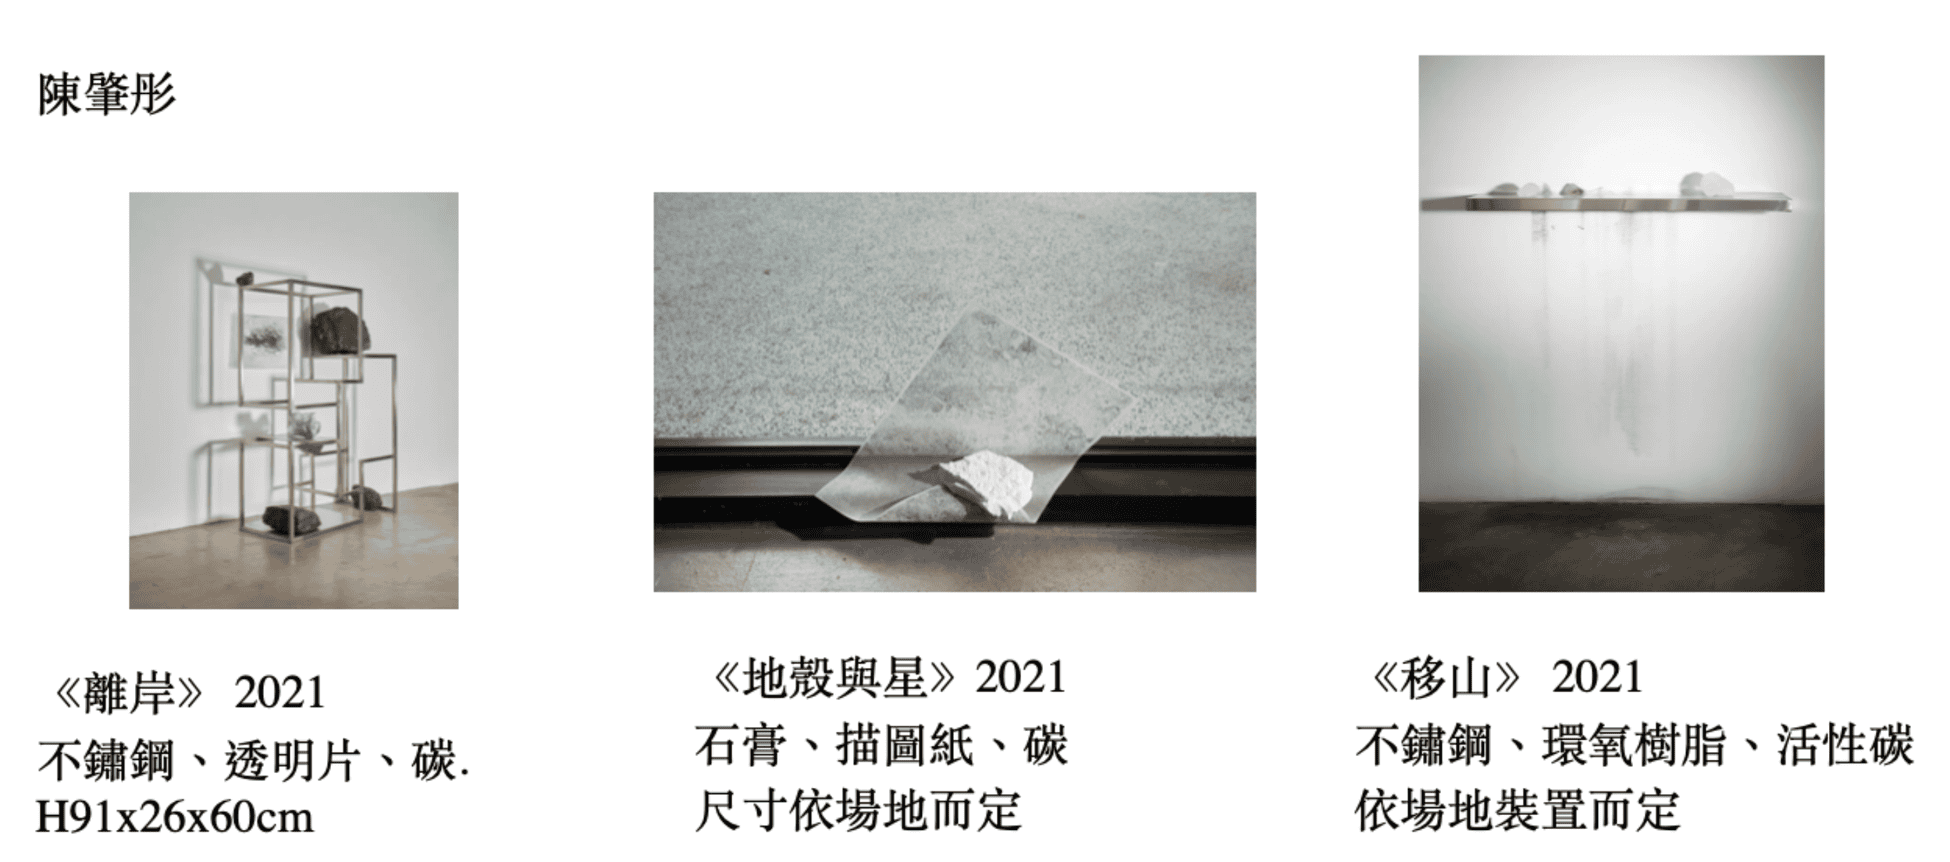 陳肇彤
《離岸》 2021
不鏽鋼、透明片、碳.
H91x26x60cm
《地殼與星》2021
石膏、描圖紙、碳
尺寸依場地而定
《移山》 2021
不鏽鋼、環氧樹脂、活性碳
依場地裝置而定